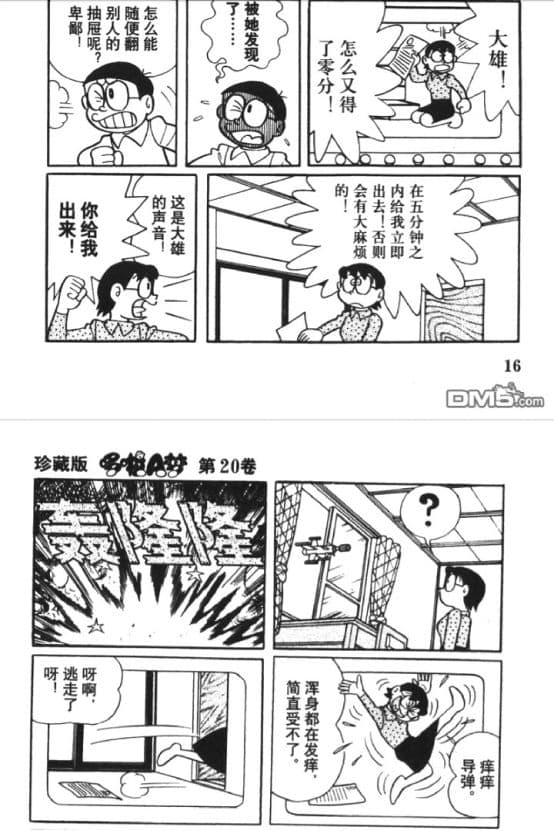 大雄！
怎么又得
了零分！
被她发现
了……
怎么能
随便翻
别人的
抽屉呢？
卑鄙！
在五分钟之
内给我立即
出去！否则
会有大麻烦
的！
这是大雄
的声音！
你给我
出来！
16
DM5.com
珍藏版 哆啦A梦 第20卷
？
轰隆隆
痒痒
导弹。
浑身都在发痒，
简直受不了。
呀啊，
逃走了
呀！